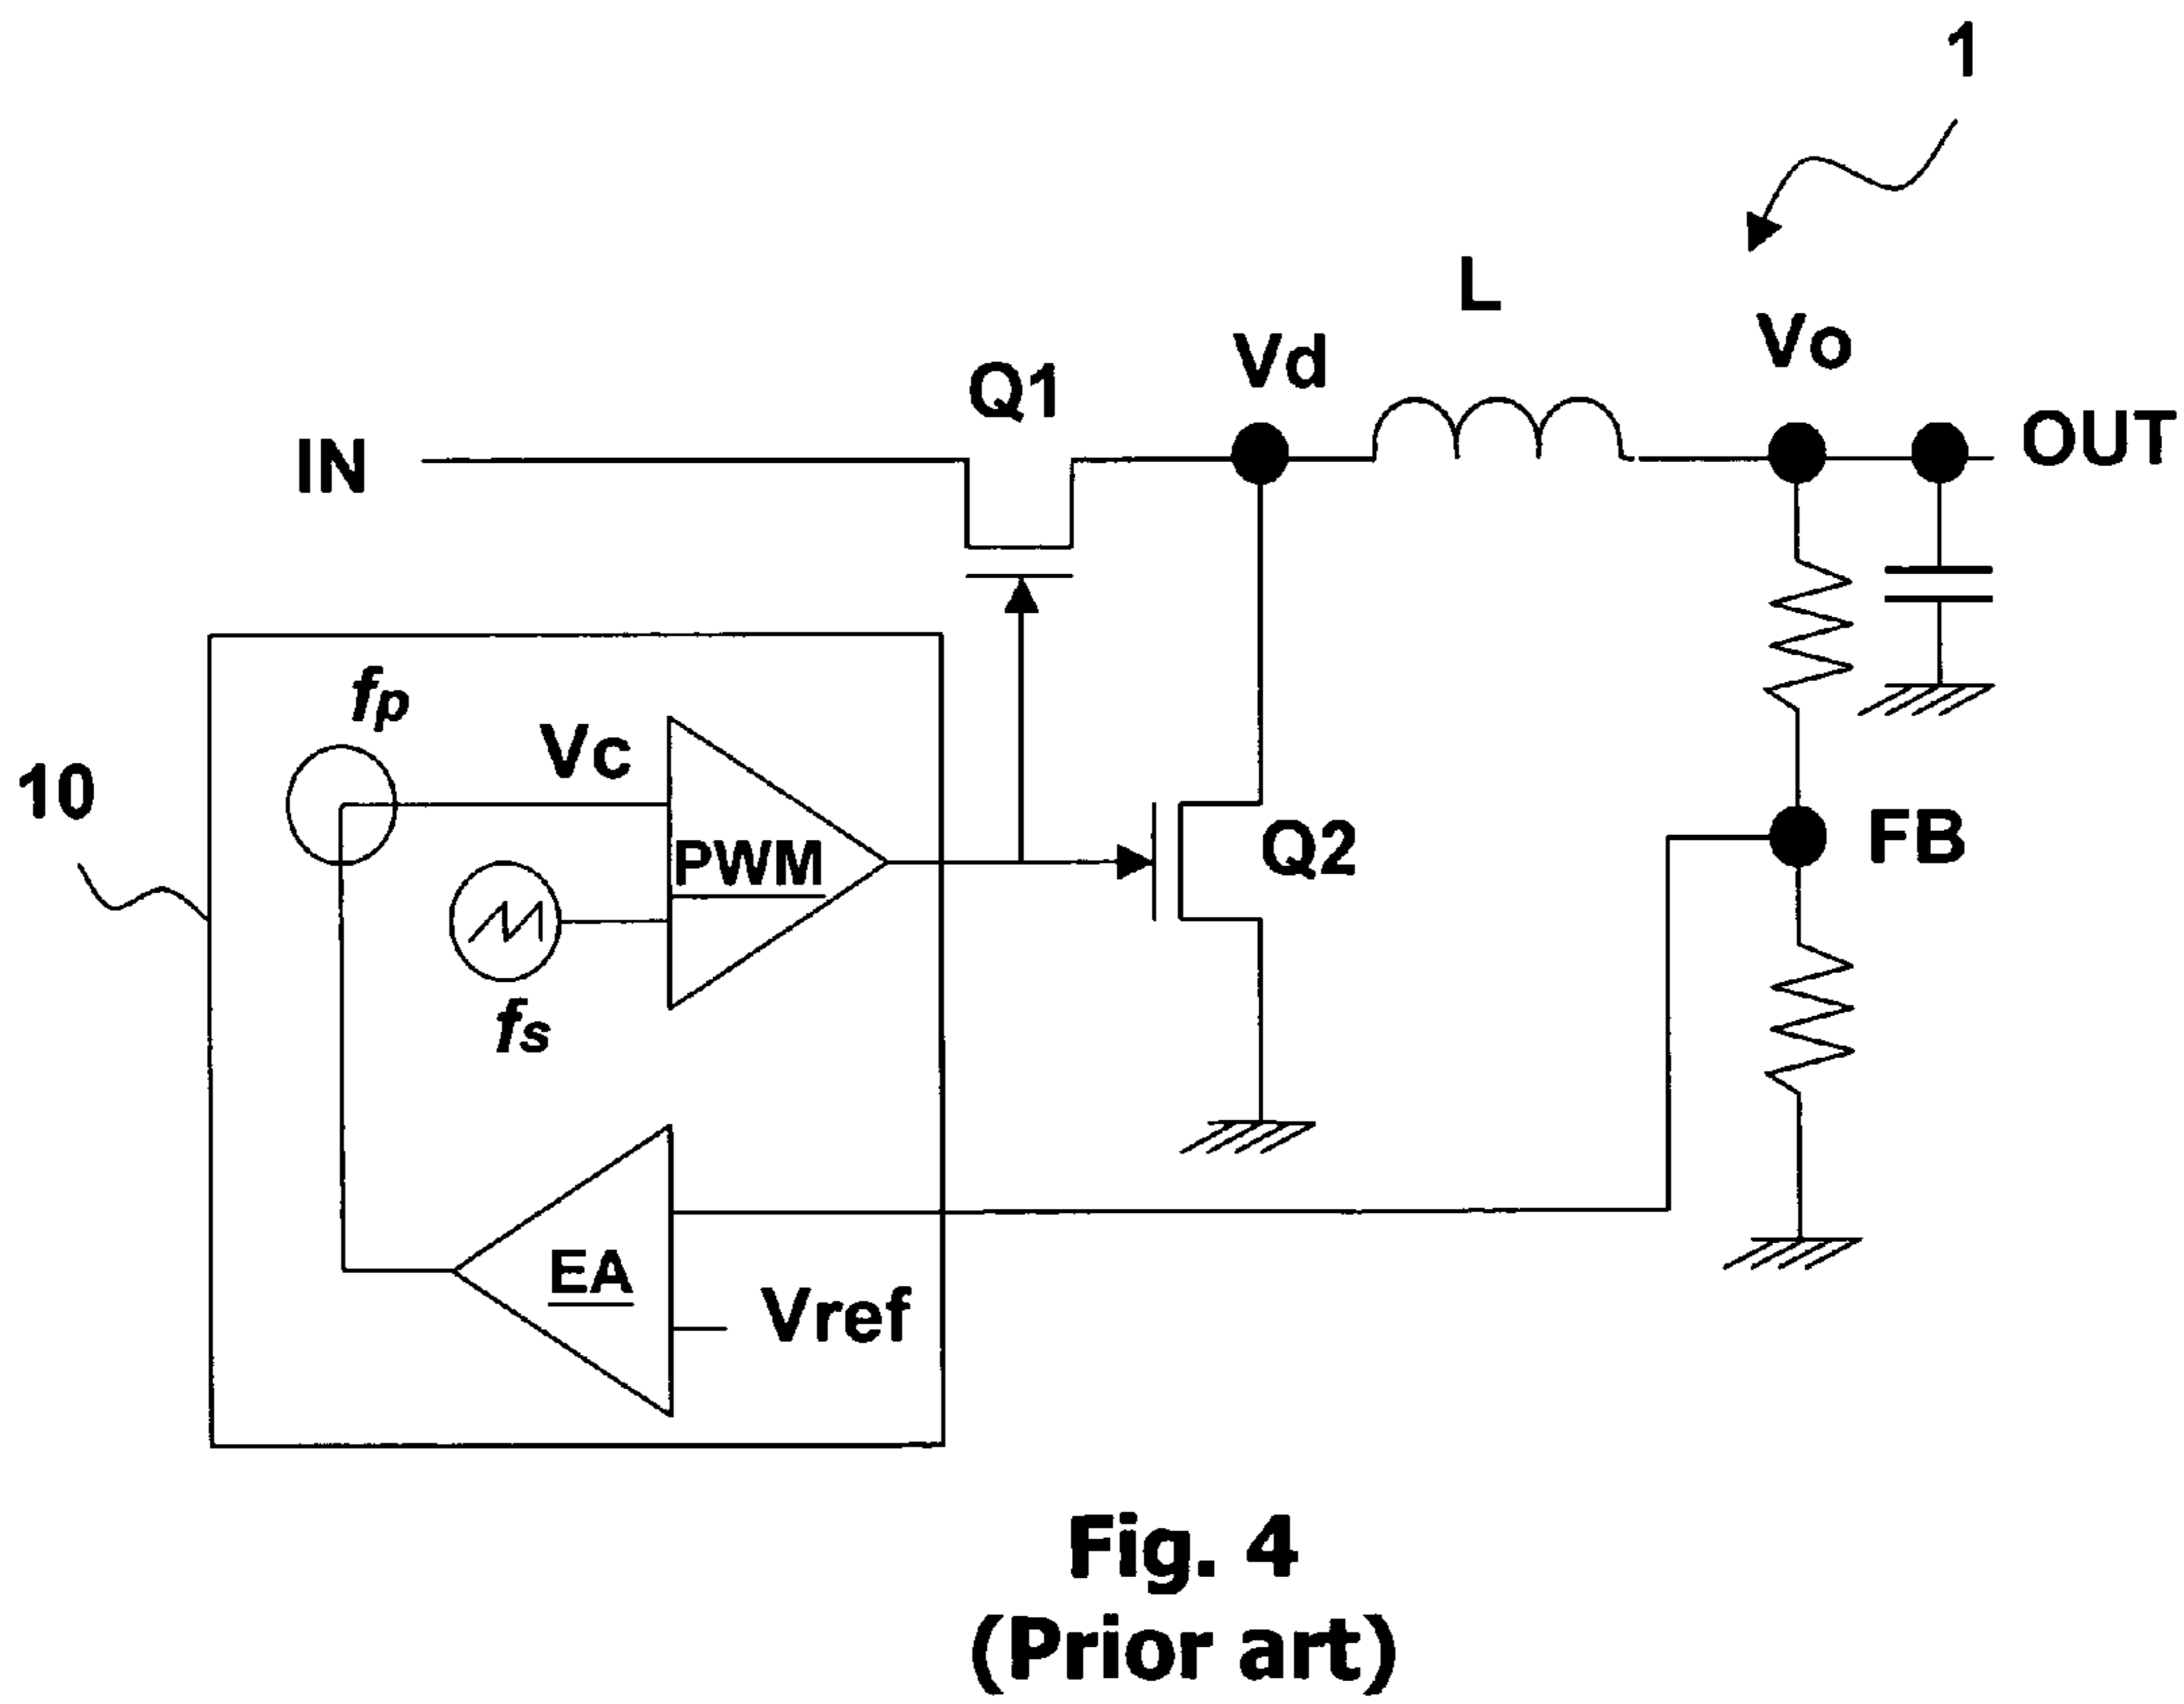 1
L
Vd
Vo
Q1
IN
OUT
fp
Vc
10
PWM
Q2
FB
fs
EA
Vref
Fig. 4
(Prior art)